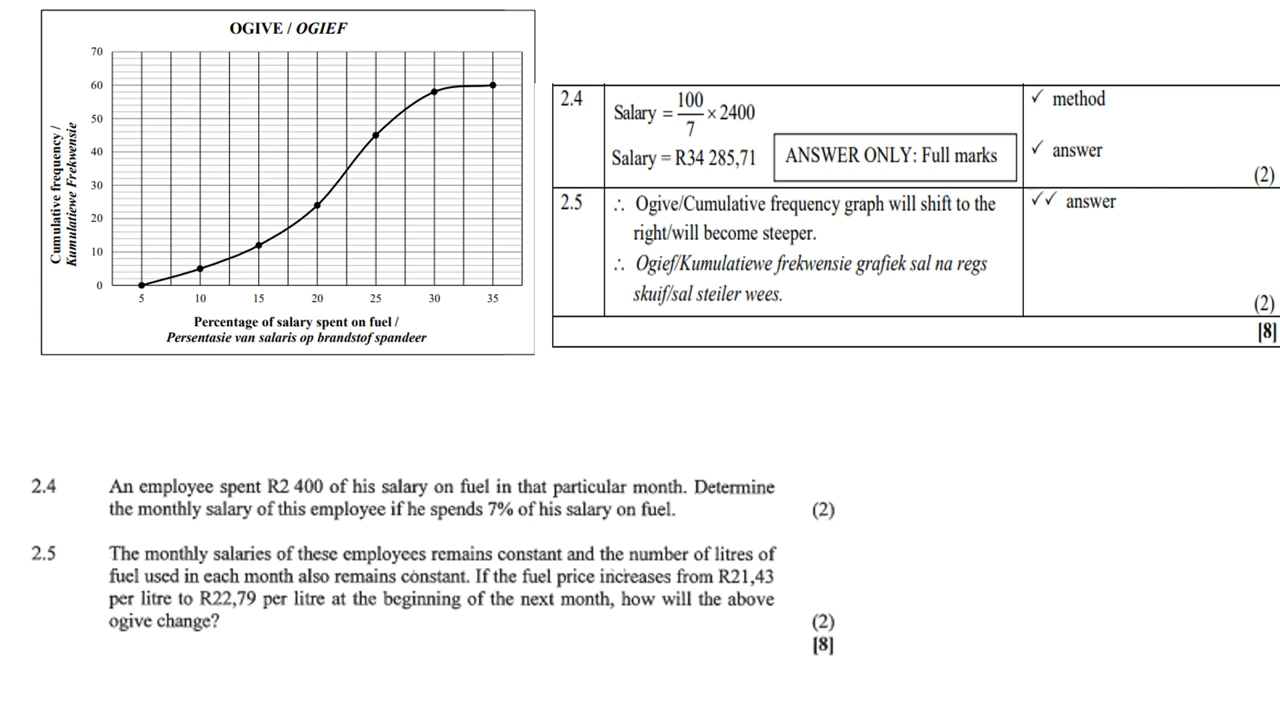 OGIVE / OGIEF
70
60
50
40
30
20
10
0
5 10 15 20 25 30 35
Cumulative frequency /
Kumulatiewe Frekwensie
Percentage of salary spent on fuel /
Persentasie van salaris op brandstof spandeer
2.4 Salary = 100/7 × 2400 ✓ method
Salary = R34 285,71 ANSWER ONLY: Full marks ✓ answer
(2)
2.5 ∴ Ogive/Cumulative frequency graph will shift to the ✓✓ answer
right/will become steeper.
∴ Ogief/Kumulatiewe frekwensie grafiek sal na regs
skuif/sal steiler wees.
(2)
[8]
2.4 An employee spent R2 400 of his salary on fuel in that particular month. Determine
the monthly salary of this employee if he spends 7% of his salary on fuel. (2)
2.5 The monthly salaries of these employees remains constant and the number of litres of
fuel used in each month also remains constant. If the fuel price increases from R21,43
per litre to R22,79 per litre at the beginning of the next month, how will the above
ogive change? (2)
[8]